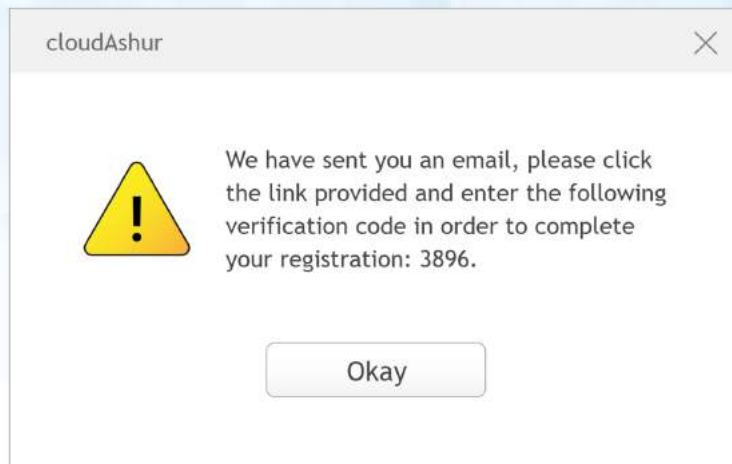 cloudAshur
We have sent you an email, please click
the link provided and enter the following
verification code in order to complete
your registration: 3896.
Okay